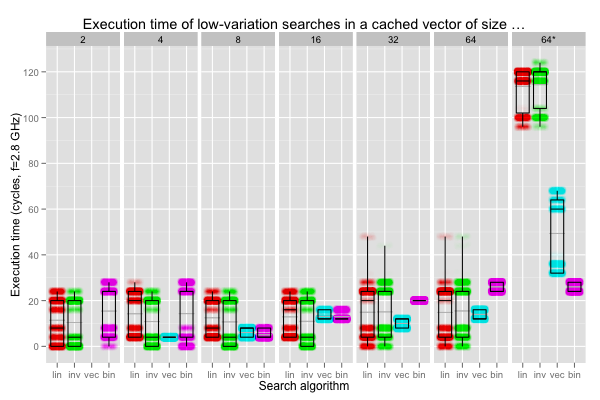 Execution time of low-variation searches in a cached vector of size …
2 4 8 16 32 64 64*
Execution time (cycles, f=2.8 GHz)
120
100
80
60
40
20
0
lin inv vec bin lin inv vec bin lin inv vec bin lin inv vec bin lin inv vec bin lin inv vec bin lin inv vec bin
Search algorithm